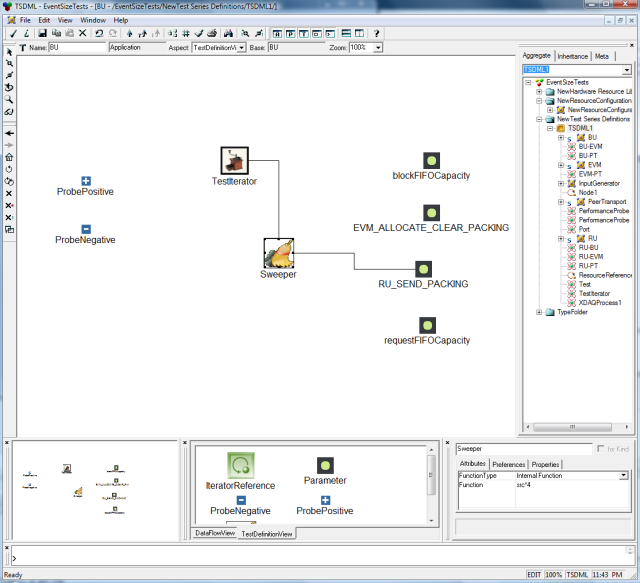 TSDML - EventSizeTests - [BU - /EventSizeTests/NewTest Series Definitions/TSDML1/]
File Edit View Window Help
Name: BU Application Aspect: TestDefinitionVi Base: BU Zoom: 100%
TestIterator
ProbePositive
ProbeNegative
Sweeper
blockFIFOCapacity
EVM_ALLOCATE_CLEAR_PACKING
RU_SEND_PACKING
requestFIFOCapacity
Aggregate Inheritance Meta
TSDML1
EventSizeTests
NewHardware Resource Lil
NewResourceConfiguration
NewResourceConfigura
NewTest Series Definitions
TSDML1
S BU
BU-EVM
BU-PT
S EVM
EVM-PT
InputGenerator
Node1
S PeerTransport
PerformanceProbe
PerformanceProbe
Port
S RU
RU-BU
RU-EVM
RU-PT
ResourceReference
Test
TestIterator
XDAQProcess1
TypeFolder
IteratorReference
Parameter
ProbeNegative
ProbePositive
DataFlowView TestDefinitionView
Sweeper for Kind
Attributes Preferences Properties
FunctionType Internal Function
Function src*4
>
Ready
EDIT 100% TSDML 11:43 PM